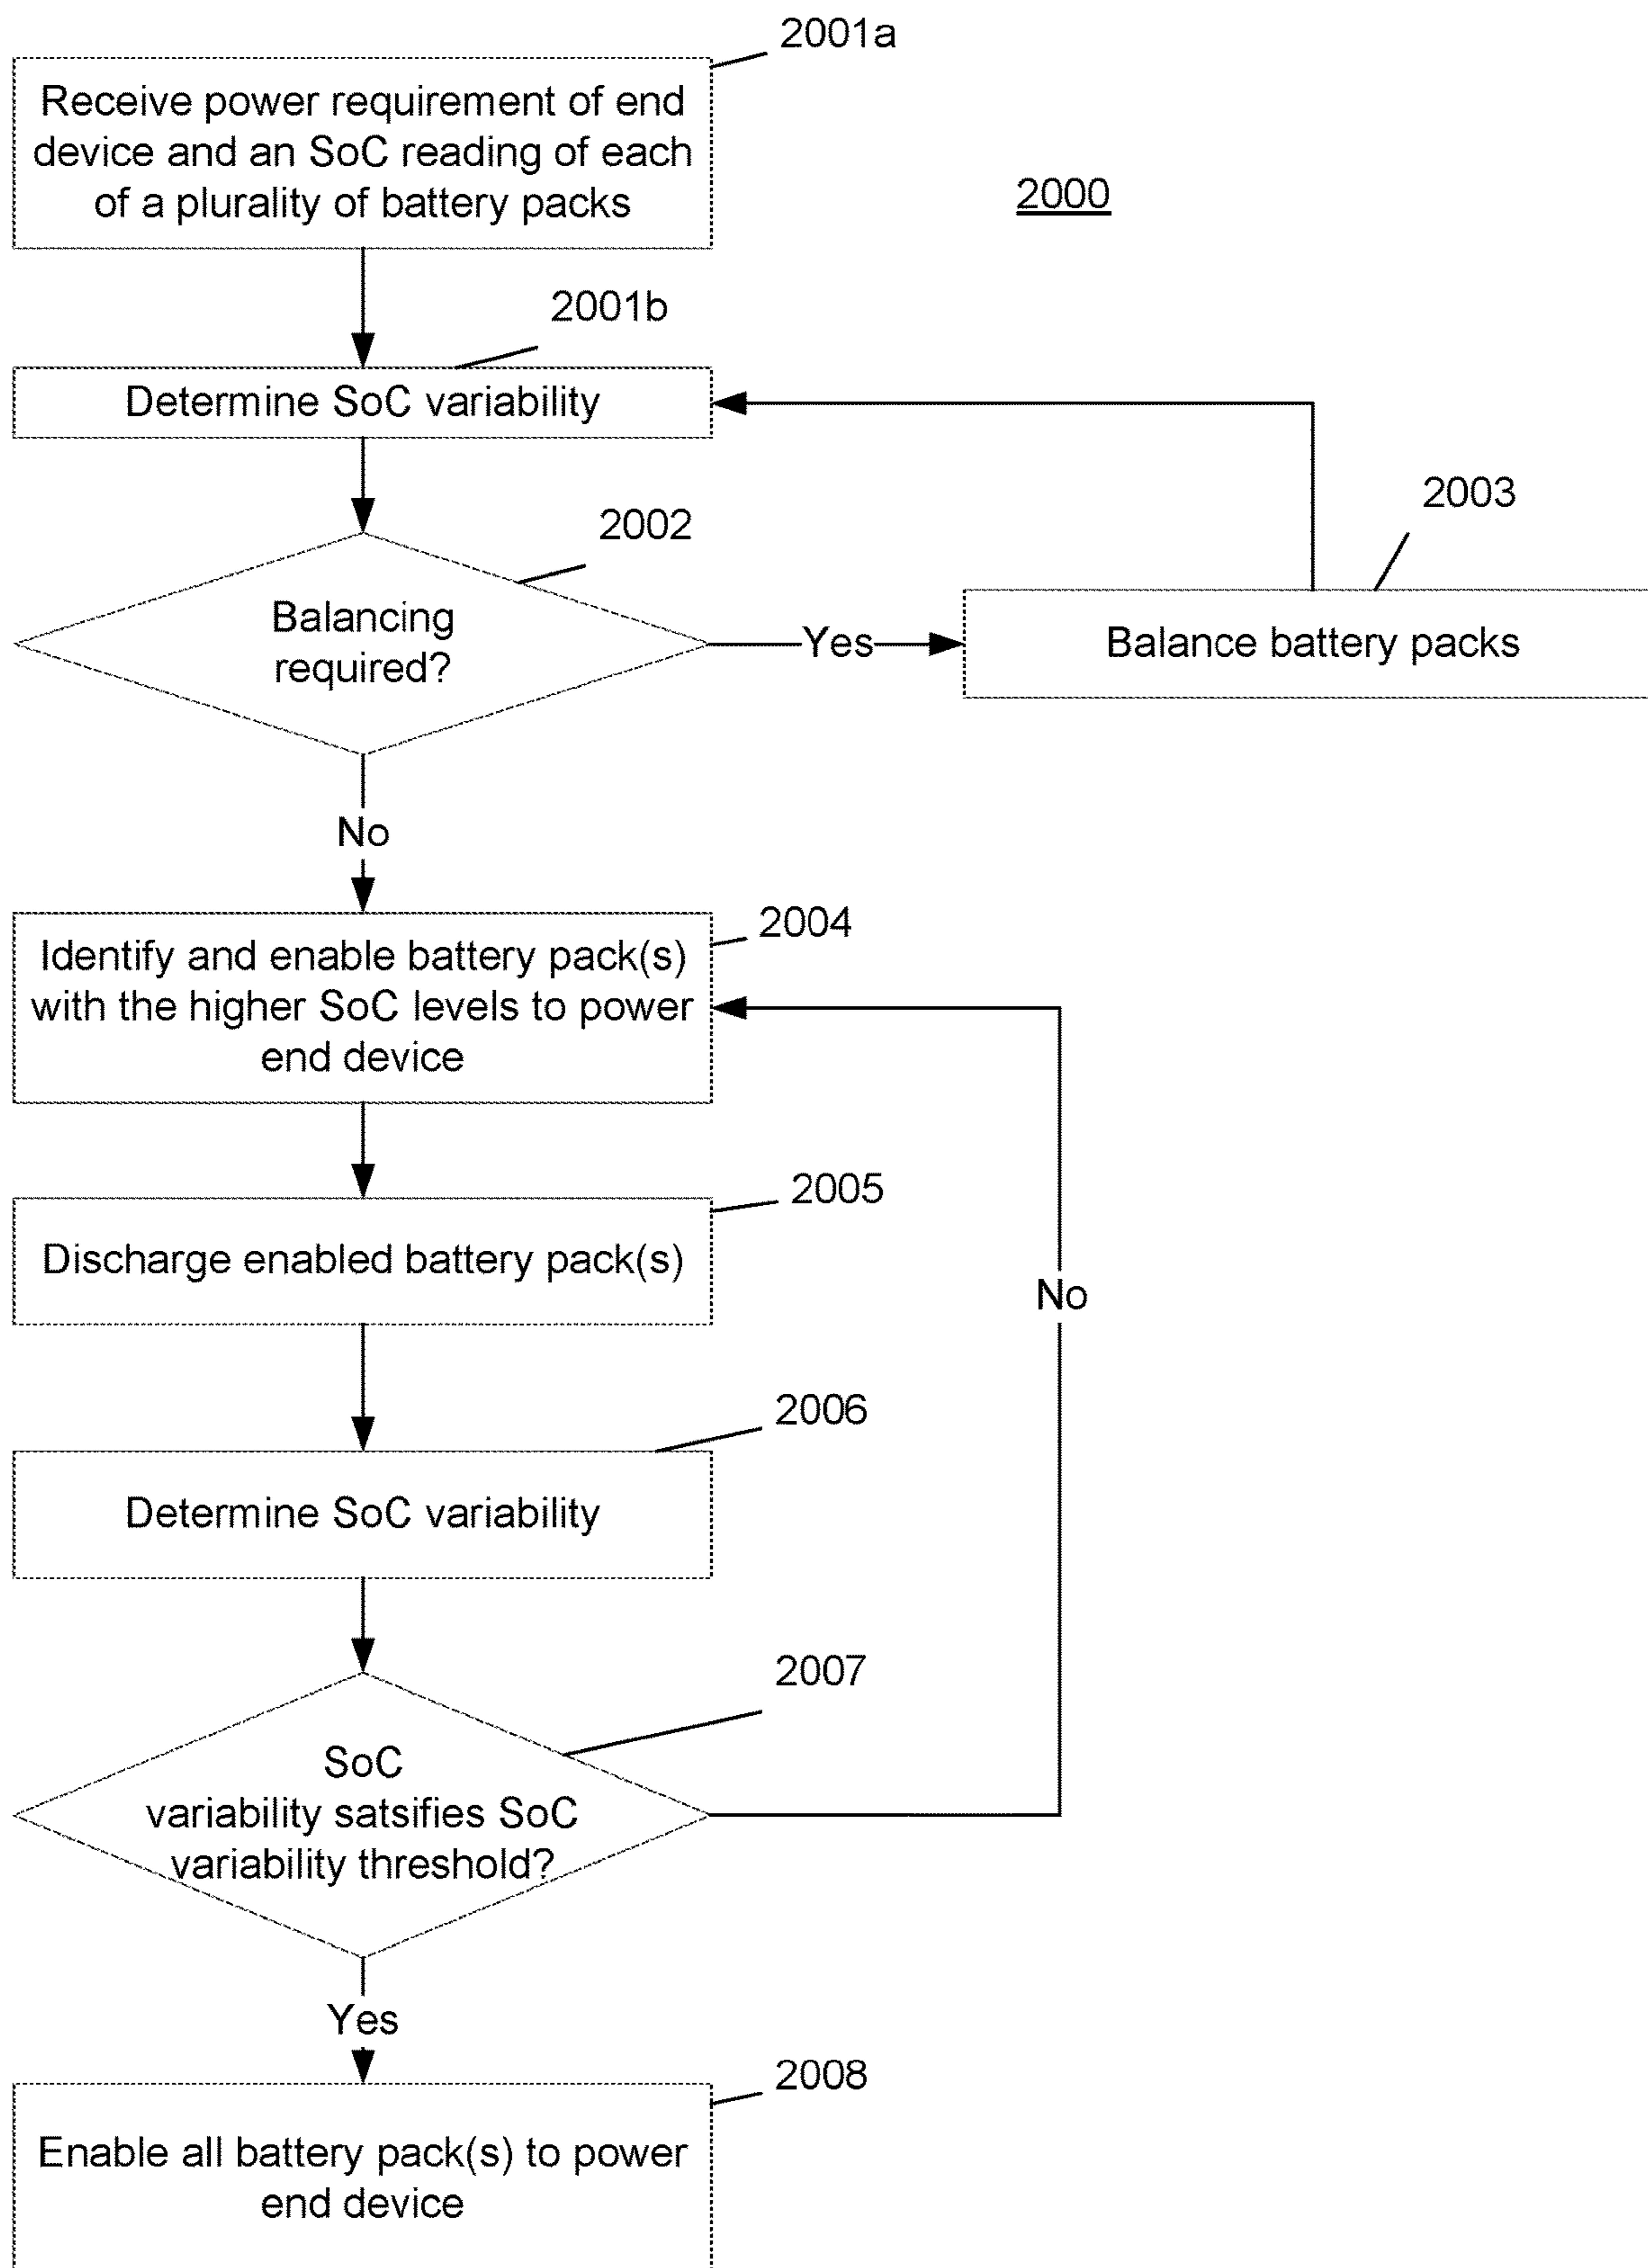 2001a
Receive power requirement of end
device and an SoC reading of each
of a plurality of battery packs
2000
2001b
Determine SoC variability
2002
2003
Balancing
required?
Yes
Balance battery packs
No
2004
Identify and enable battery pack(s)
with the higher SoC levels to power
end device
2005
Discharge enabled battery pack(s)
No
2006
Determine SoC variability
2007
SoC
variability satsifies SoC
variability threshold?
Yes
2008
Enable all battery pack(s) to power
end device